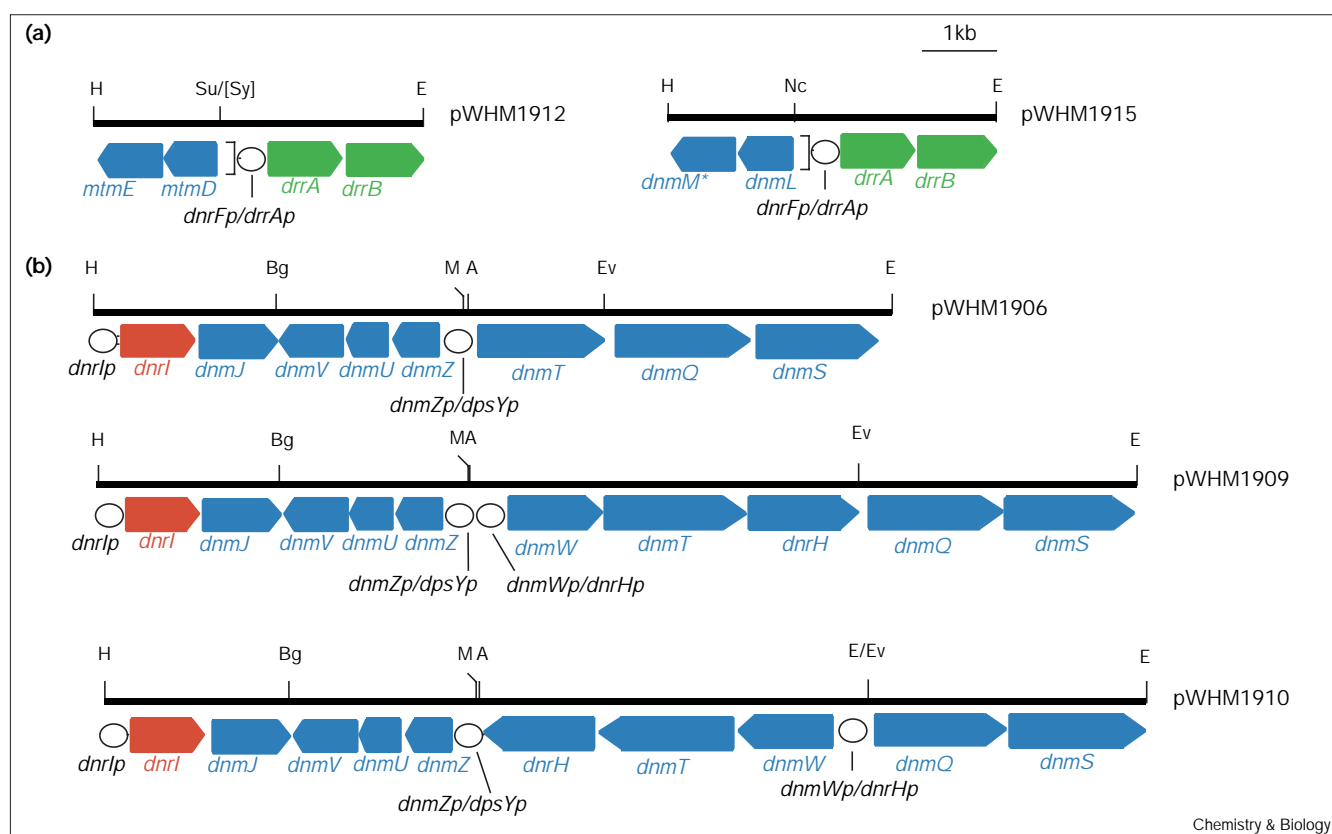 (a)
1kb
H Su/[Sy] E
pWHM1912
mtmE mtmD drrA drrB
dnrFp/drrAp
H Nc E
pWHM1915
dnmM* dnmL drrA drrB
dnrFp/drrAp
(b)
H Bg M A Ev E
pWHM1906
dnrIp dnrI dnmJ dnmV dnmU dnmZ dnmT dnmQ dnmS
dnmZp/dpsYp
H Bg MA Ev E
pWHM1909
dnrIp dnrI dnmJ dnmV dnmU dnmZ dnmW dnmT dnrH dnmQ dnmS
dnmZp/dpsYp dnmWp/dnrHp
H Bg M A E/Ev E
pWHM1910
dnrIp dnrI dnmJ dnmV dnmU dnmZ dnrH dnmT dnmW dnmQ dnmS
dnmZp/dpsYp dnmWp/dnrHp
Chemistry & Biology